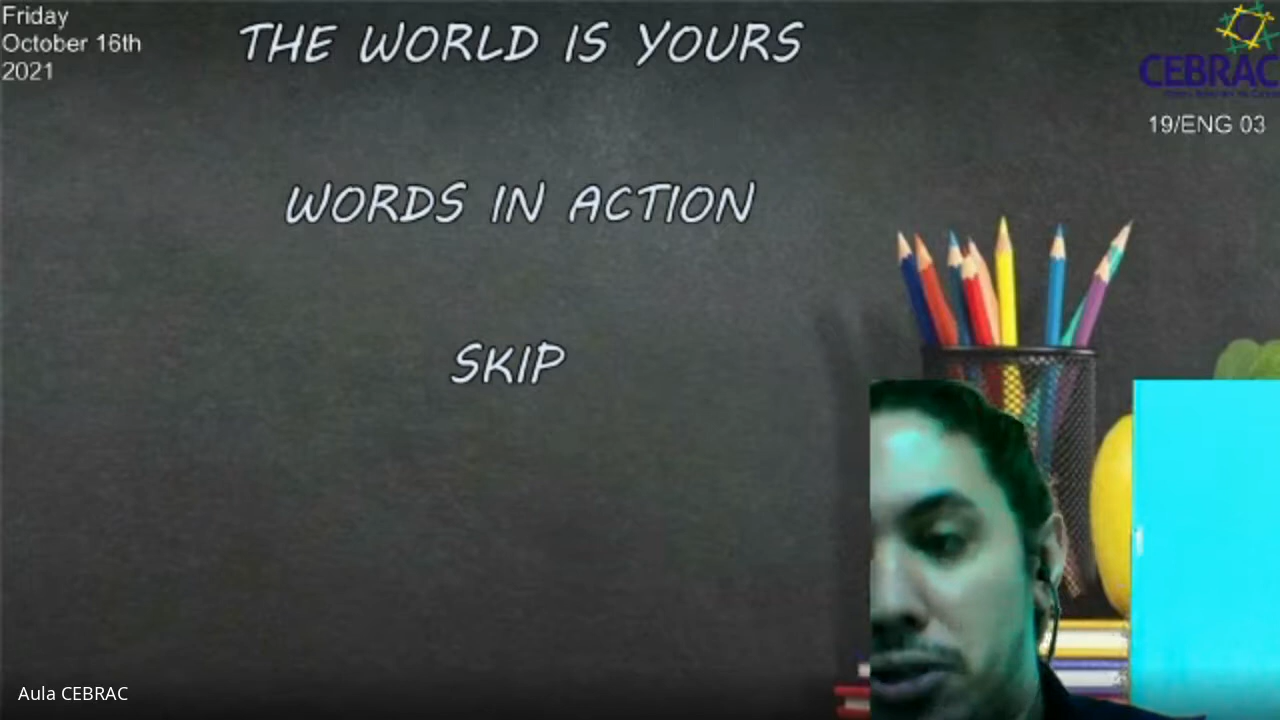 Friday
October 16th
2021
THE WORLD IS YOURS
CEBRAC
19/ENG 03
WORDS IN ACTION
SKIP
Aula CEBRAC